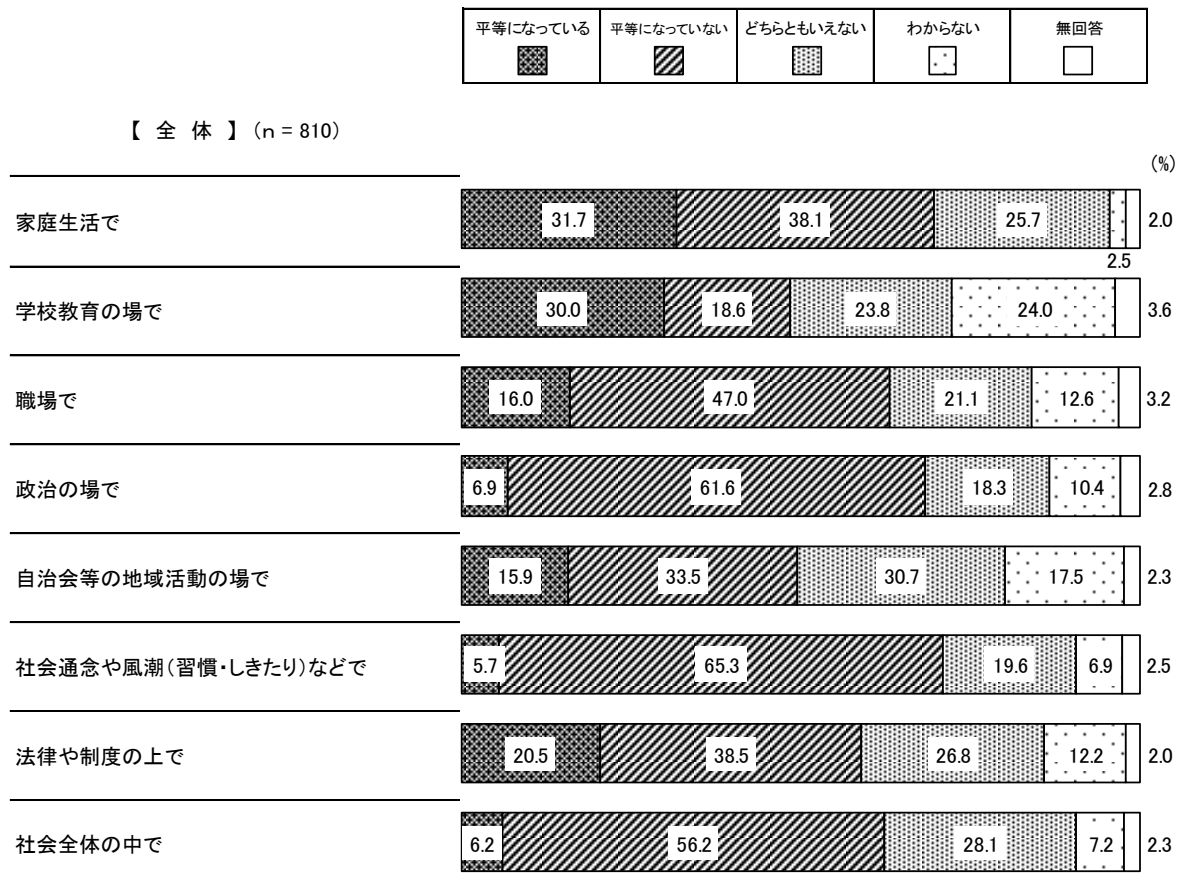 平等になっている 平等になっていない どちらともいえない わからない 無回答
【 全 体 】 (n = 810)
(%)
家庭生活で 31.7 38.1 25.7 2.0
2.5
学校教育の場で 30.0 18.6 23.8 24.0 3.6
職場で 16.0 47.0 21.1 12.6 3.2
政治の場で 6.9 61.6 18.3 10.4 2.8
自治会等の地域活動の場で 15.9 33.5 30.7 17.5 2.3
社会通念や風潮(習慣・しきたり)などで 5.7 65.3 19.6 6.9 2.5
法律や制度の上で 20.5 38.5 26.8 12.2 2.0
社会全体の中で 6.2 56.2 28.1 7.2 2.3